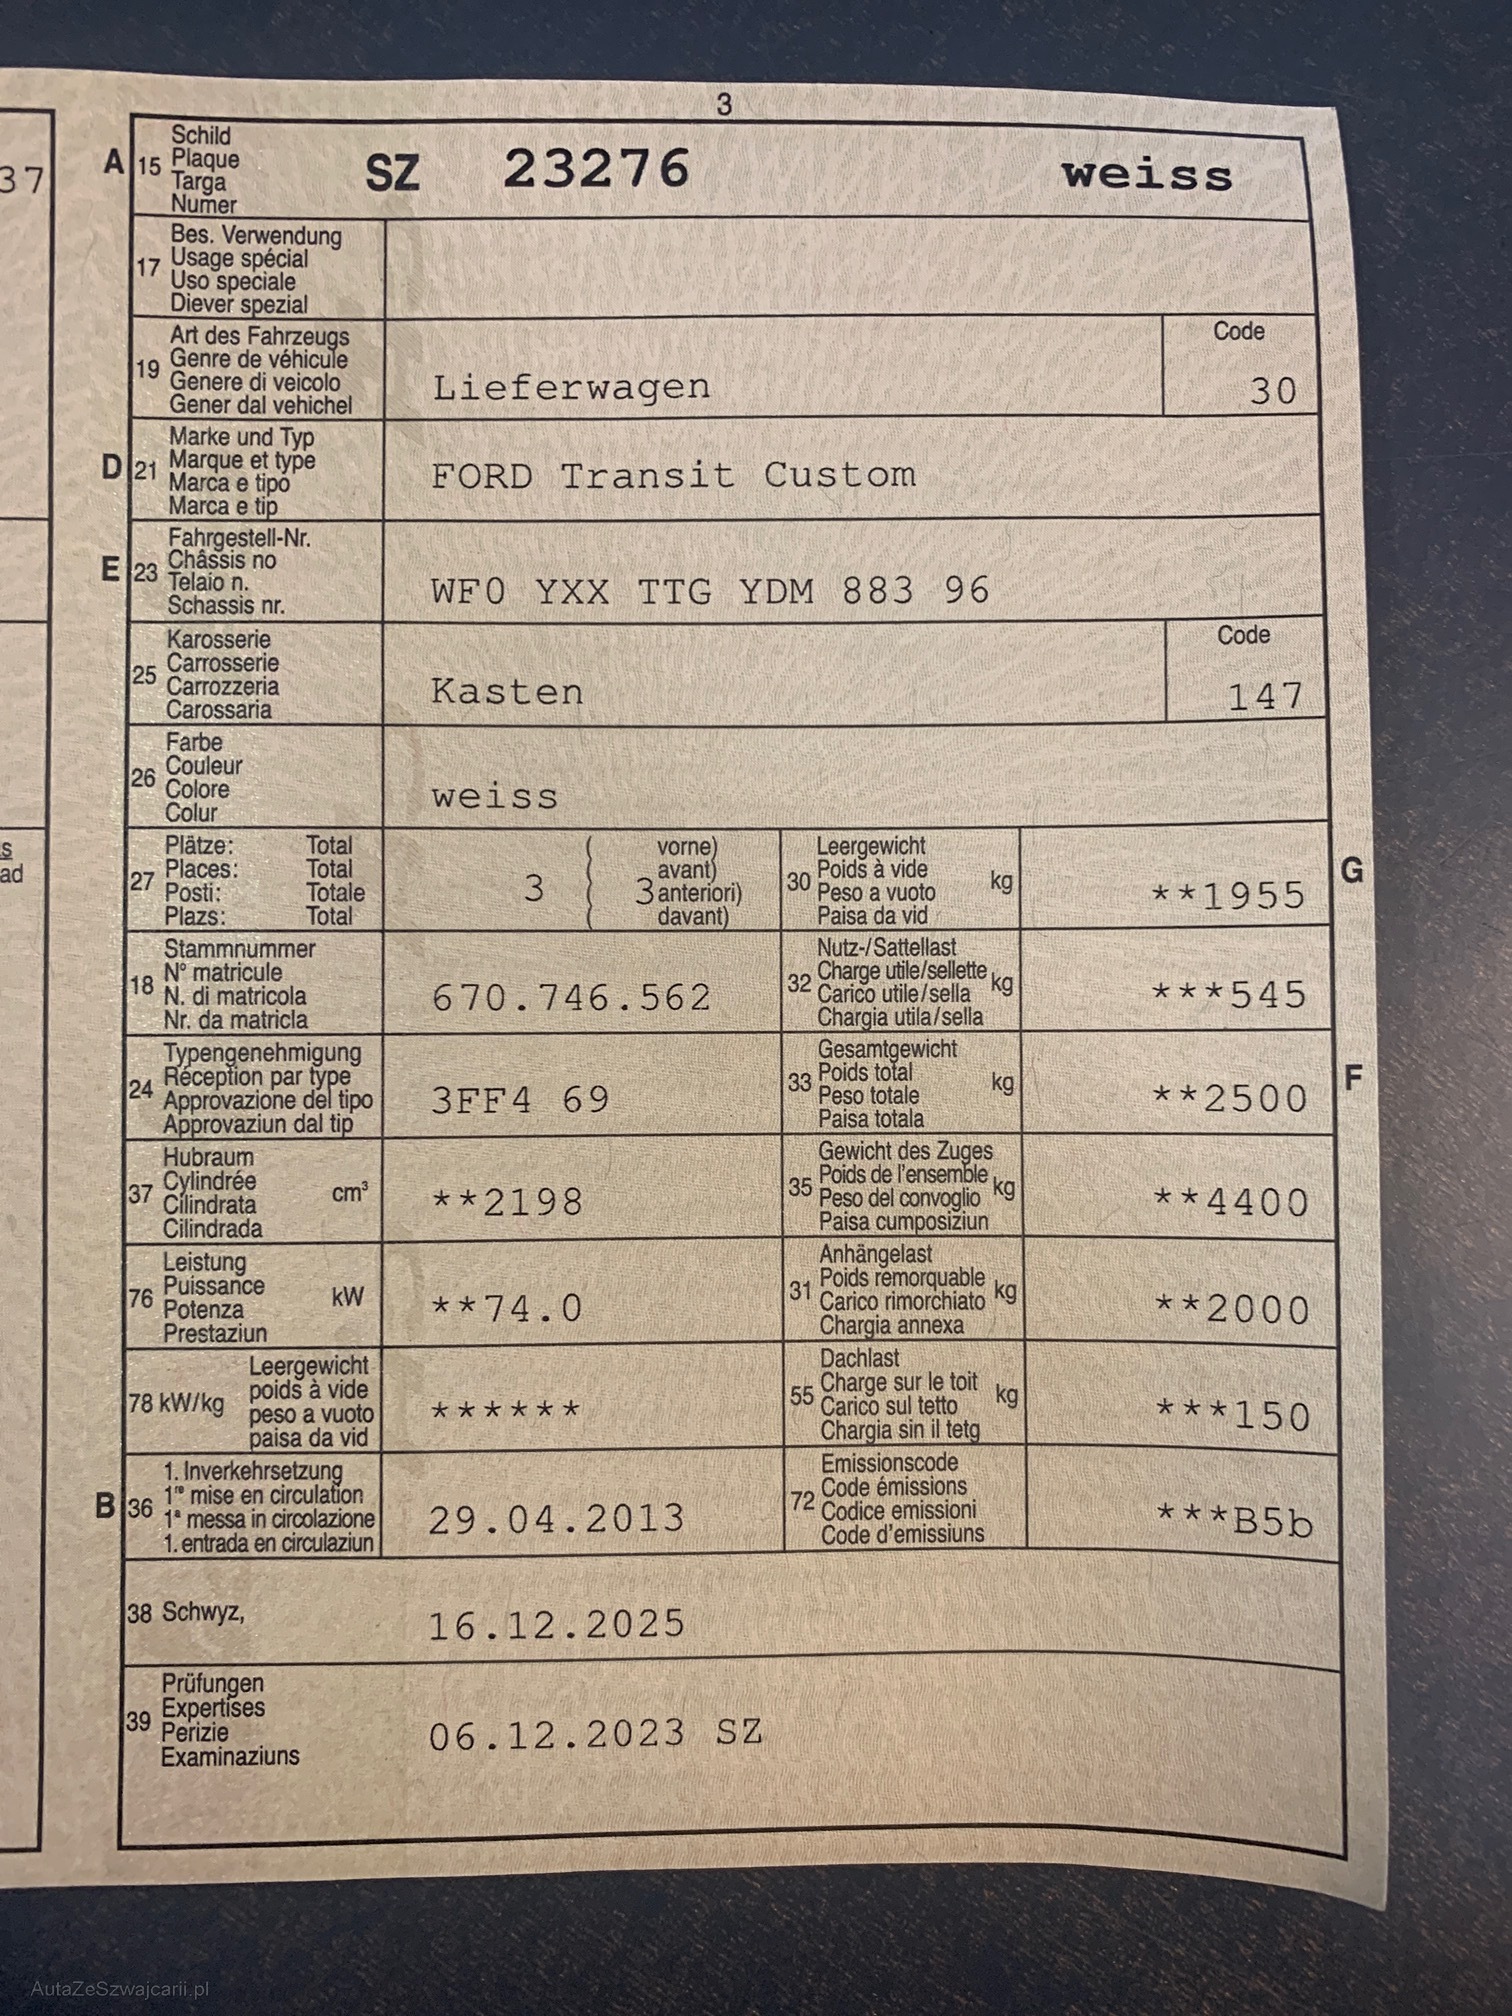 3
37
s
ad
A 15 Schild
Plaque
Targa
Numer
SZ 23276 weiss
17 Bes. Verwendung
Usage spécial
Uso speciale
Diever spezial
19 Art des Fahrzeugs
Genre de véhicule
Genere di veicolo
Gener dal vehichel
Lieferwagen
Code
30
D 21 Marke und Typ
Marque et type
Marca e tipo
Marca e tip
FORD Transit Custom
E 23 Fahrgestell-Nr.
Châssis no
Telaio n.
Schassis nr.
WF0 YXX TTG YDM 883 96
25 Karosserie
Carrosserie
Carrozzeria
Carossaria
Kasten
Code
147
26 Farbe
Couleur
Colore
Colur
weiss
27 Plätze: Total
Places: Total
Posti: Totale
Plazs: Total
3
( vorne)
avant)
3 anteriori)
( davant)
G 30 Leergewicht
Poids à vide
Peso a vuoto
Paisa da vid
kg
**1955
18 Stammnummer
N° matricule
N. di matricola
Nr. da matricla
670.746.562
32 Nutz-/Sattellast
Charge utile/sellette
Carico utile/sella
Chargia utila/sella
kg
***545
24 Typengenehmigung
Réception par type
Approvazione del tipo
Approvaziun dal tip
3FF4 69
F 33 Gesamtgewicht
Poids total
Peso totale
Paisa totala
kg
**2500
37 Hubraum
Cylindrée
Cilindrata
Cilindrada
cm³
**2198
35 Gewicht des Zuges
Poids de l'ensemble
Peso del convoglio
Paisa cumposiziun
kg
**4400
76 Leistung
Puissance
Potenza
Prestaziun
kW
**74.0
31 Anhängelast
Poids remorquable
Carico rimorchiato
Chargia annexa
kg
**2000
78 kW/kg Leergewicht
poids à vide
peso a vuoto
paisa da vid
******
55 Dachlast
Charge sur le toit
Carico sul tetto
Chargia sin il tetg
kg
***150
B 36 1. Inverkehrsetzung
1re mise en circulation
1a messa in circolazione
1. entrada en circulaziun
29.04.2013
72 Emissionscode
Code émissions
Codice emissioni
Code d'emissiuns
***B5b
38 Schwyz, 16.12.2025
39 Prüfungen
Expertises
Perizie
Examinaziuns
06.12.2023 SZ
AutaZeSzwajcarii.pl